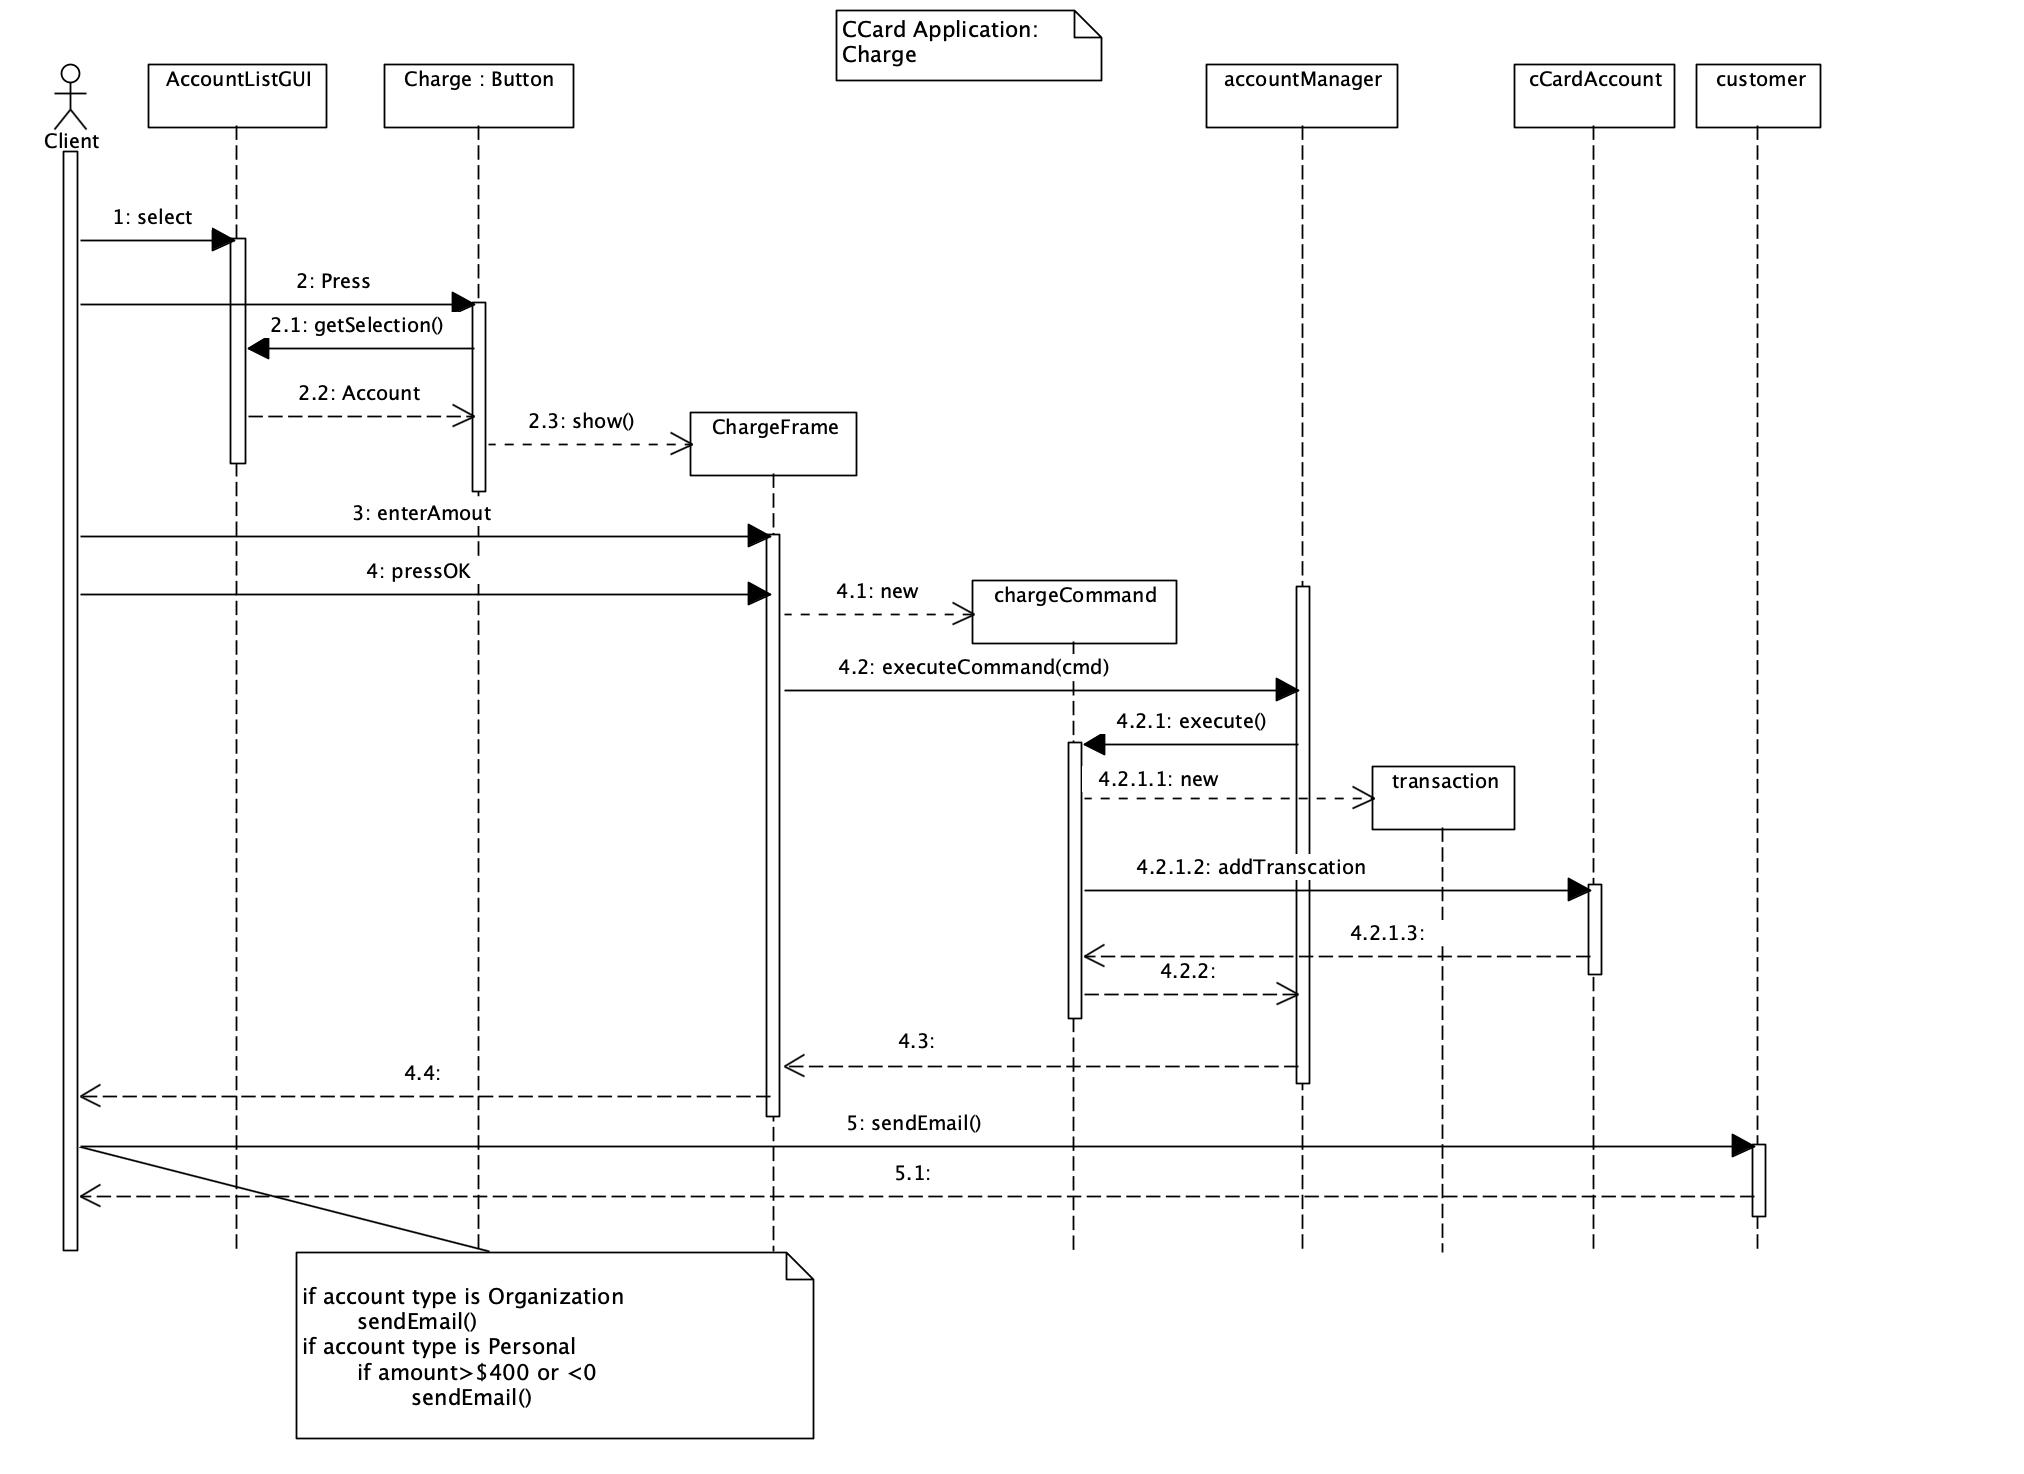 CCard Application:
Charge
Client
AccountListGUI
Charge : Button
accountManager
cCardAccount
customer
1: select
2: Press
2.1: getSelection()
2.2: Account
2.3: show()
ChargeFrame
3: enterAmout
4: pressOK
4.1: new
chargeCommand
4.2: executeCommand(cmd)
4.2.1: execute()
4.2.1.1: new
transaction
4.2.1.2: addTranscation
4.2.1.3:
4.2.2:
4.3:
4.4:
5: sendEmail()
5.1:
if account type is Organization
sendEmail()
if account type is Personal
if amount>$400 or <0
sendEmail()